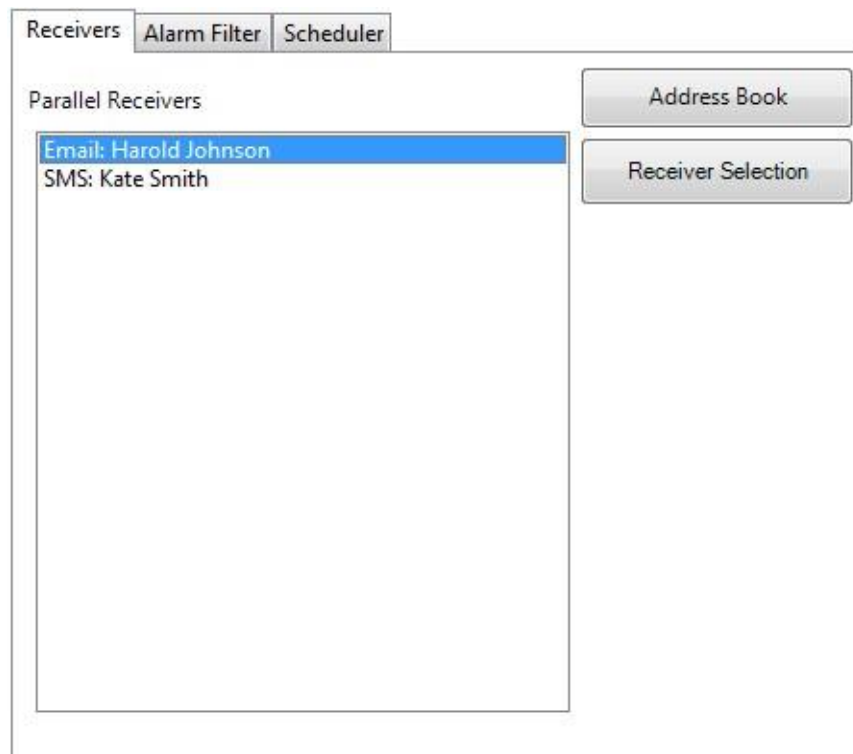 Receivers Alarm Filter Scheduler
Parallel Receivers
Address Book
Email: Harold Johnson
SMS: Kate Smith
Receiver Selection